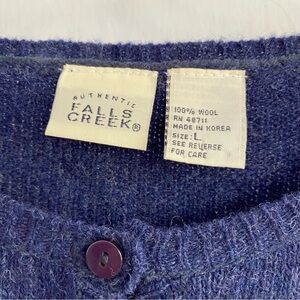 AUTHENTIC
FALLS
CREEK®
100% WOOL
RN 48711
MADE IN KOREA
SIZE: L
SEE REVERSE
FOR CARE